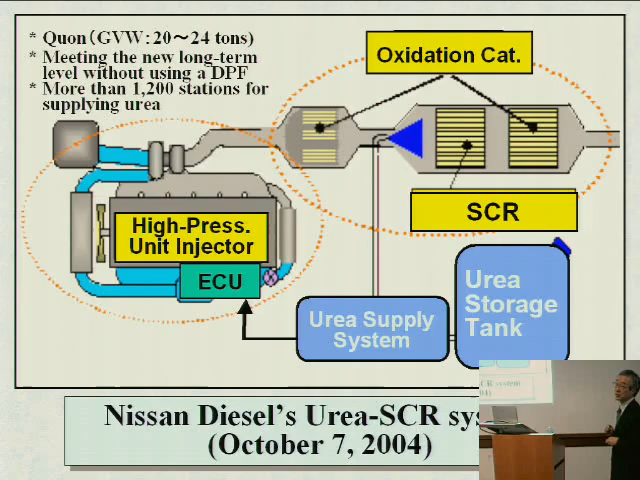 * Quon(GVW:20～24 tons)
* Meeting the new long-term
level without using a DPF
* More than 1,200 stations for
supplying urea
Oxidation Cat.
SCR
High-Press.
Unit Injector
ECU
Urea Supply
System
Urea
Storage
Tank
Nissan Diesel's Urea-SCR
(October 7, 2004)
CR system